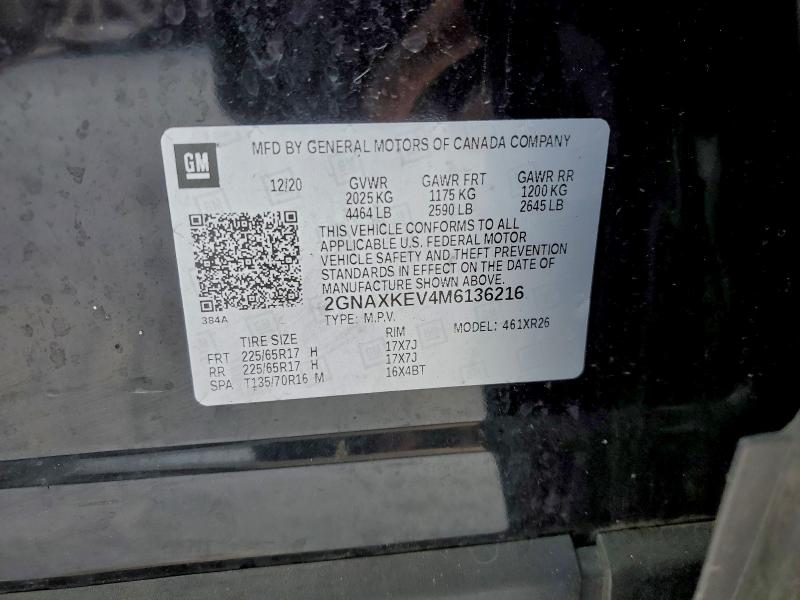 GM
MFD BY GENERAL MOTORS OF CANADA COMPANY
12/20 GVWR GAWR FRT GAWR RR
2025 KG 1175 KG 1200 KG
4464 LB 2590 LB 2645 LB
THIS VEHICLE CONFORMS TO ALL
APPLICABLE U.S. FEDERAL MOTOR
VEHICLE SAFETY AND THEFT PREVENTION
STANDARDS IN EFFECT ON THE DATE OF
MANUFACTURE SHOWN ABOVE.
2GNAXKEV4M6136216
384A
TYPE: M.P.V. MODEL: 461XR26
TIRE SIZE RIM
FRT 225/65R17 H 17X7J
RR 225/65R17 H 17X7J
SPA T135/70R16 M 16X4BT